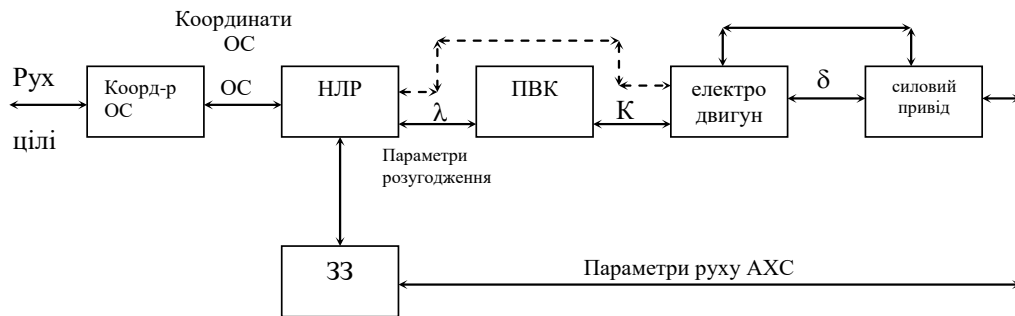 Координати
ОС
Рух
цілі
Коорд-р
ОС
ОС
НЛР
λ
Параметри
розугодження
ПВК
К
електро
двигун
δ
силовий
привід
ЗЗ
Параметри руху АХС